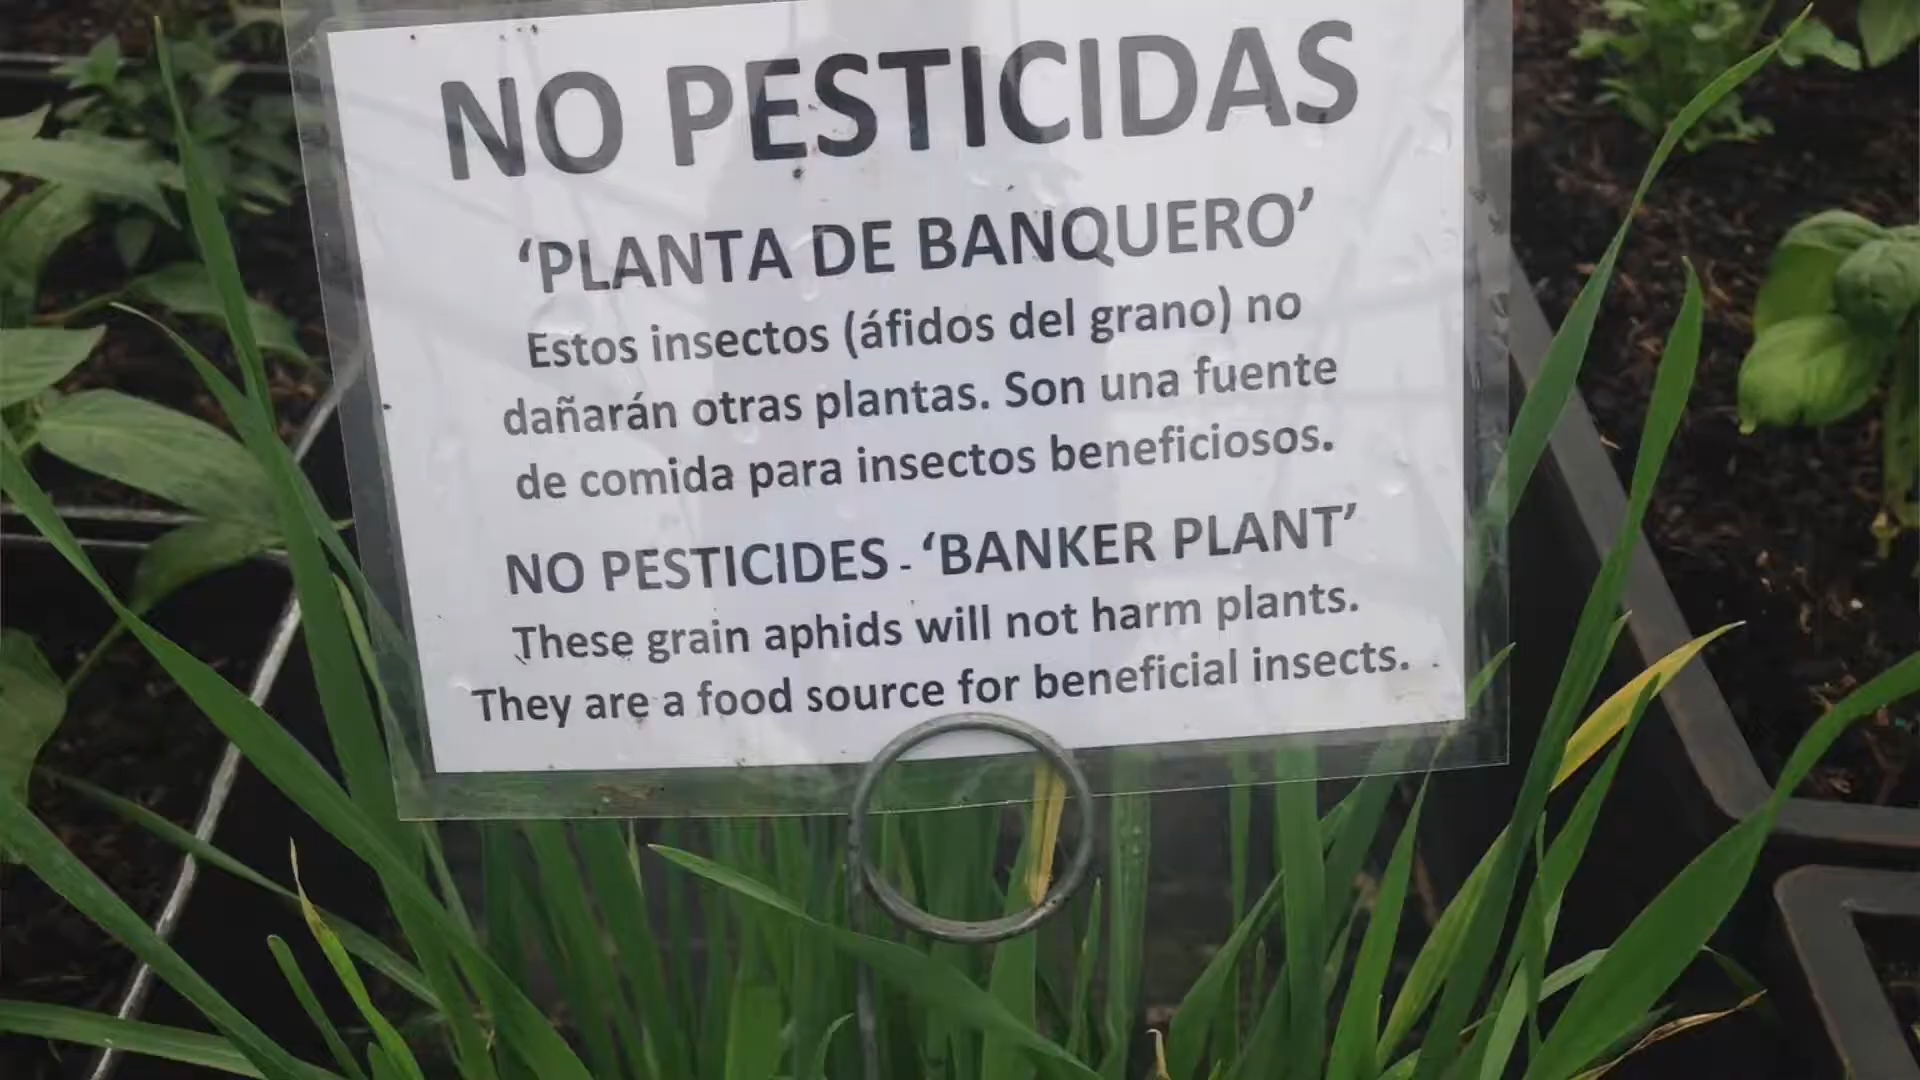 NO PESTICIDAS
‘PLANTA DE BANQUERO’
Estos insectos (áfidos del grano) no
dañarán otras plantas. Son una fuente
de comida para insectos beneficiosos.
NO PESTICIDES - ‘BANKER PLANT’
These grain aphids will not harm plants.
They are a food source for beneficial insects.